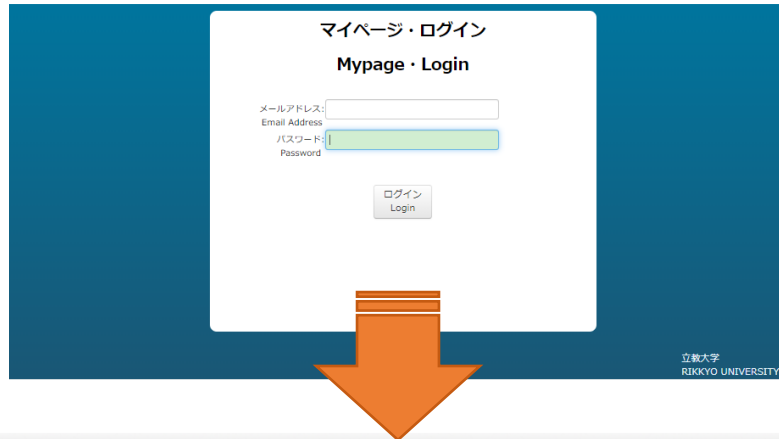 マイページ・ログイン
Mypage・Login
メールアドレス:
Email Address
パスワード:
Password
ログイン
Login
立教大学
RIKKYO UNIVERSITY